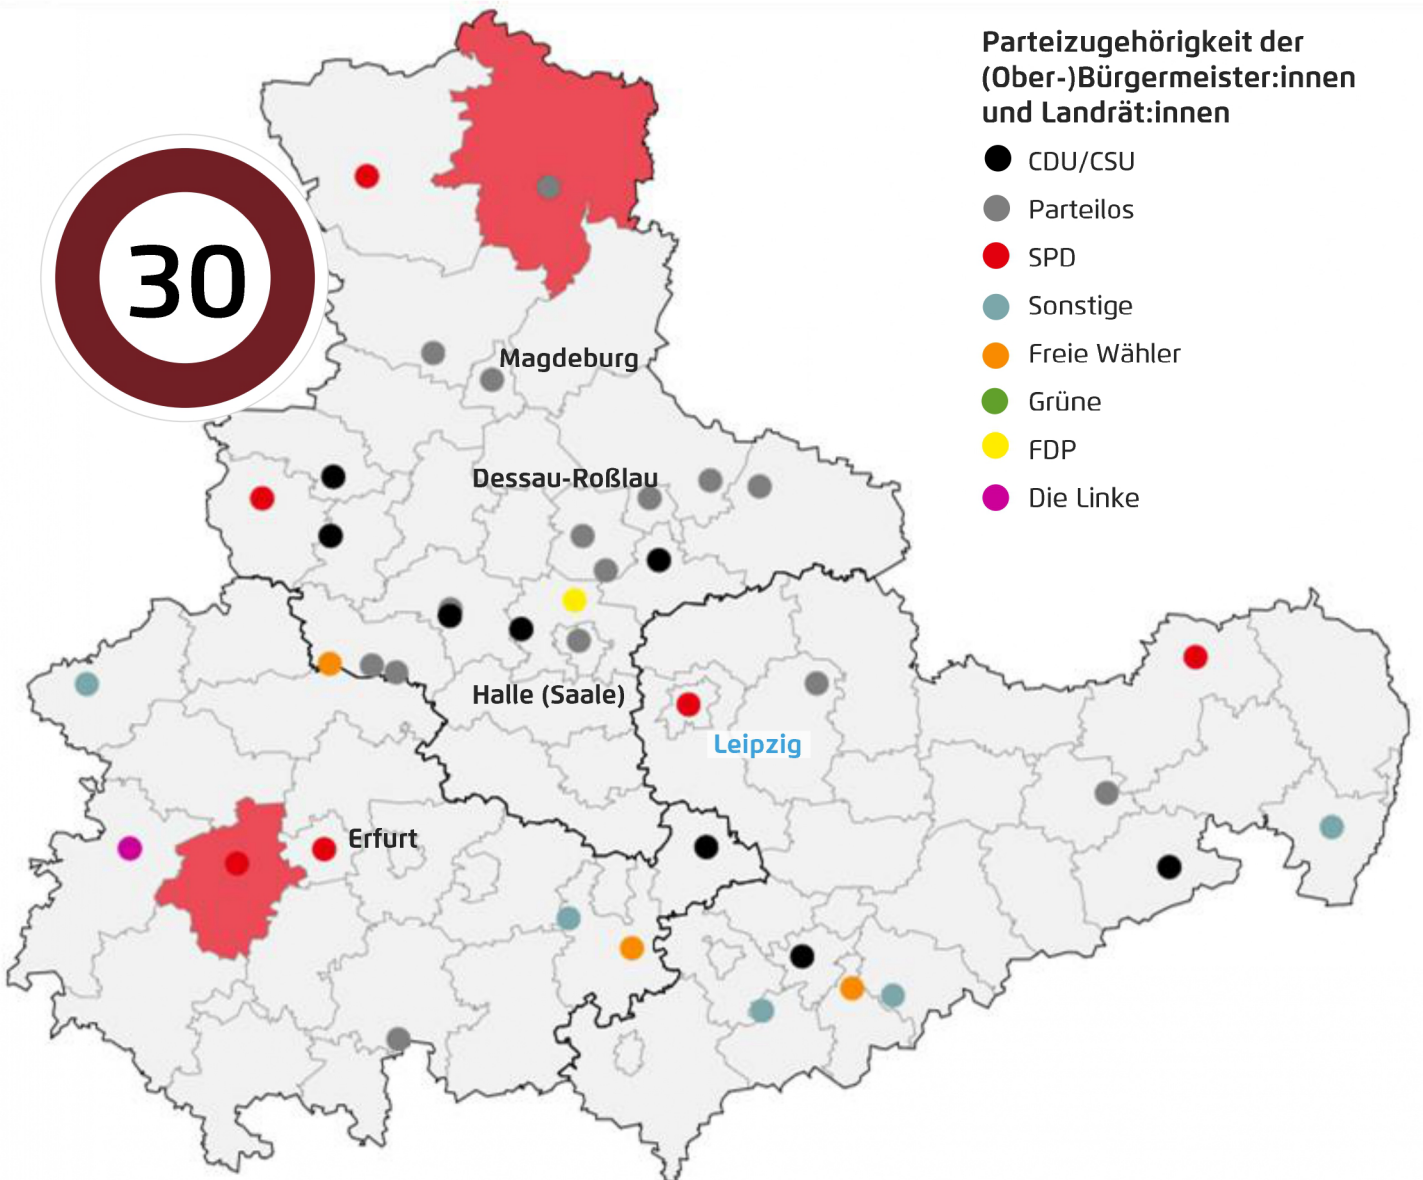 Parteizugehörigkeit der
(Ober-)Bürgermeister:innen
und Landrät:innen
CDU/CSU
Parteilos
SPD
Sonstige
Freie Wähler
Grüne
FDP
Die Linke
30
Magdeburg
Dessau-Roßlau
Halle (Saale)
Leipzig
Erfurt